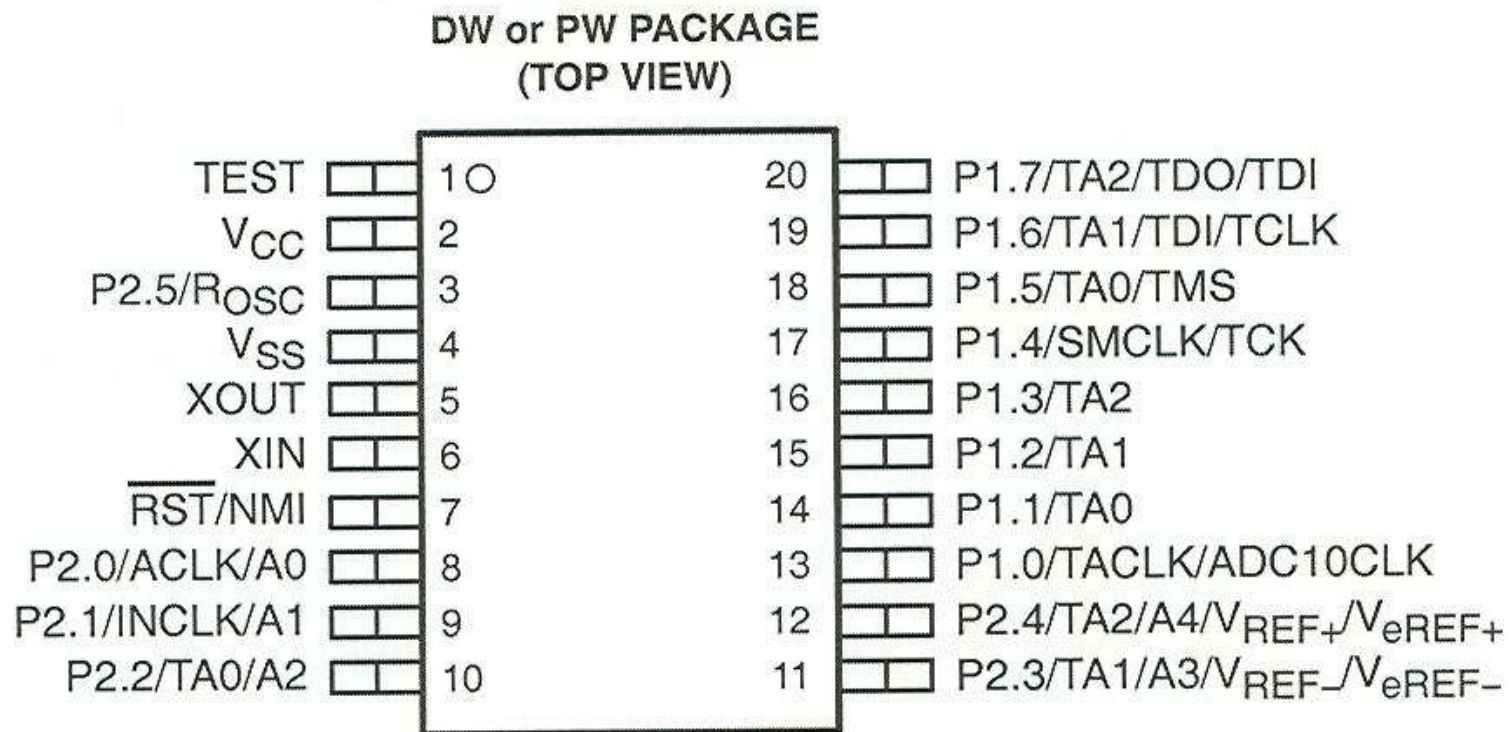 DW or PW PACKAGE
(TOP VIEW)
TEST 1 20 P1.7/TA2/TDO/TDI
VCC 2 19 P1.6/TA1/TDI/TCLK
P2.5/ROSC 3 18 P1.5/TA0/TMS
VSS 4 17 P1.4/SMCLK/TCK
XOUT 5 16 P1.3/TA2
XIN 6 15 P1.2/TA1
RST/NMI 7 14 P1.1/TA0
P2.0/ACLK/A0 8 13 P1.0/TACLK/ADC10CLK
P2.1/INCLK/A1 9 12 P2.4/TA2/A4/VREF+/VeREF+
P2.2/TA0/A2 10 11 P2.3/TA1/A3/VREF−/VeREF−